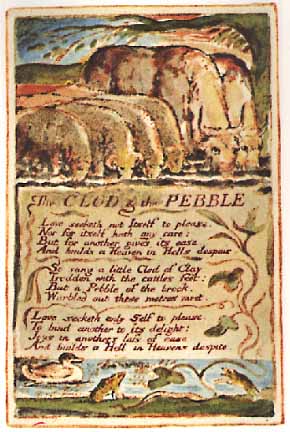 The CLOD & the PEBBLE
Love seeketh not Itself to please.
Nor for itself hath any care;
But for another gives its ease.
And builds a Heaven in Hells despair.
So sang a little Clod of Clay
Trodden with the cattles feet:
But a Pebble of the brook.
Warbled out these metres meet.
Love seeketh only Self to please.
To bind another to its delight:
Joys in anothers loss of ease.
And builds a Hell in Heavens despite.